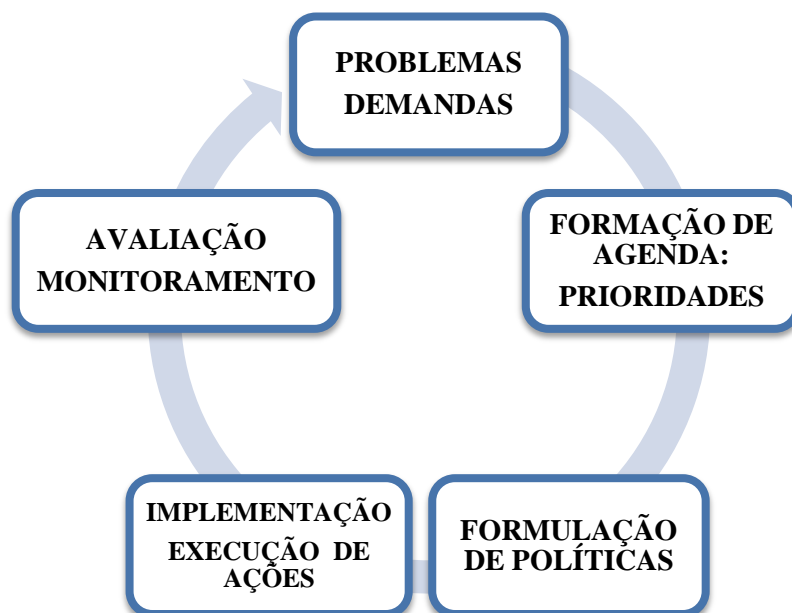 PROBLEMAS
DEMANDAS
FORMAÇÃO DE
AGENDA:
PRIORIDADES
FORMULAÇÃO
DE POLÍTICAS
IMPLEMENTAÇÃO
EXECUÇÃO DE
AÇÕES
AVALIAÇÃO
MONITORAMENTO